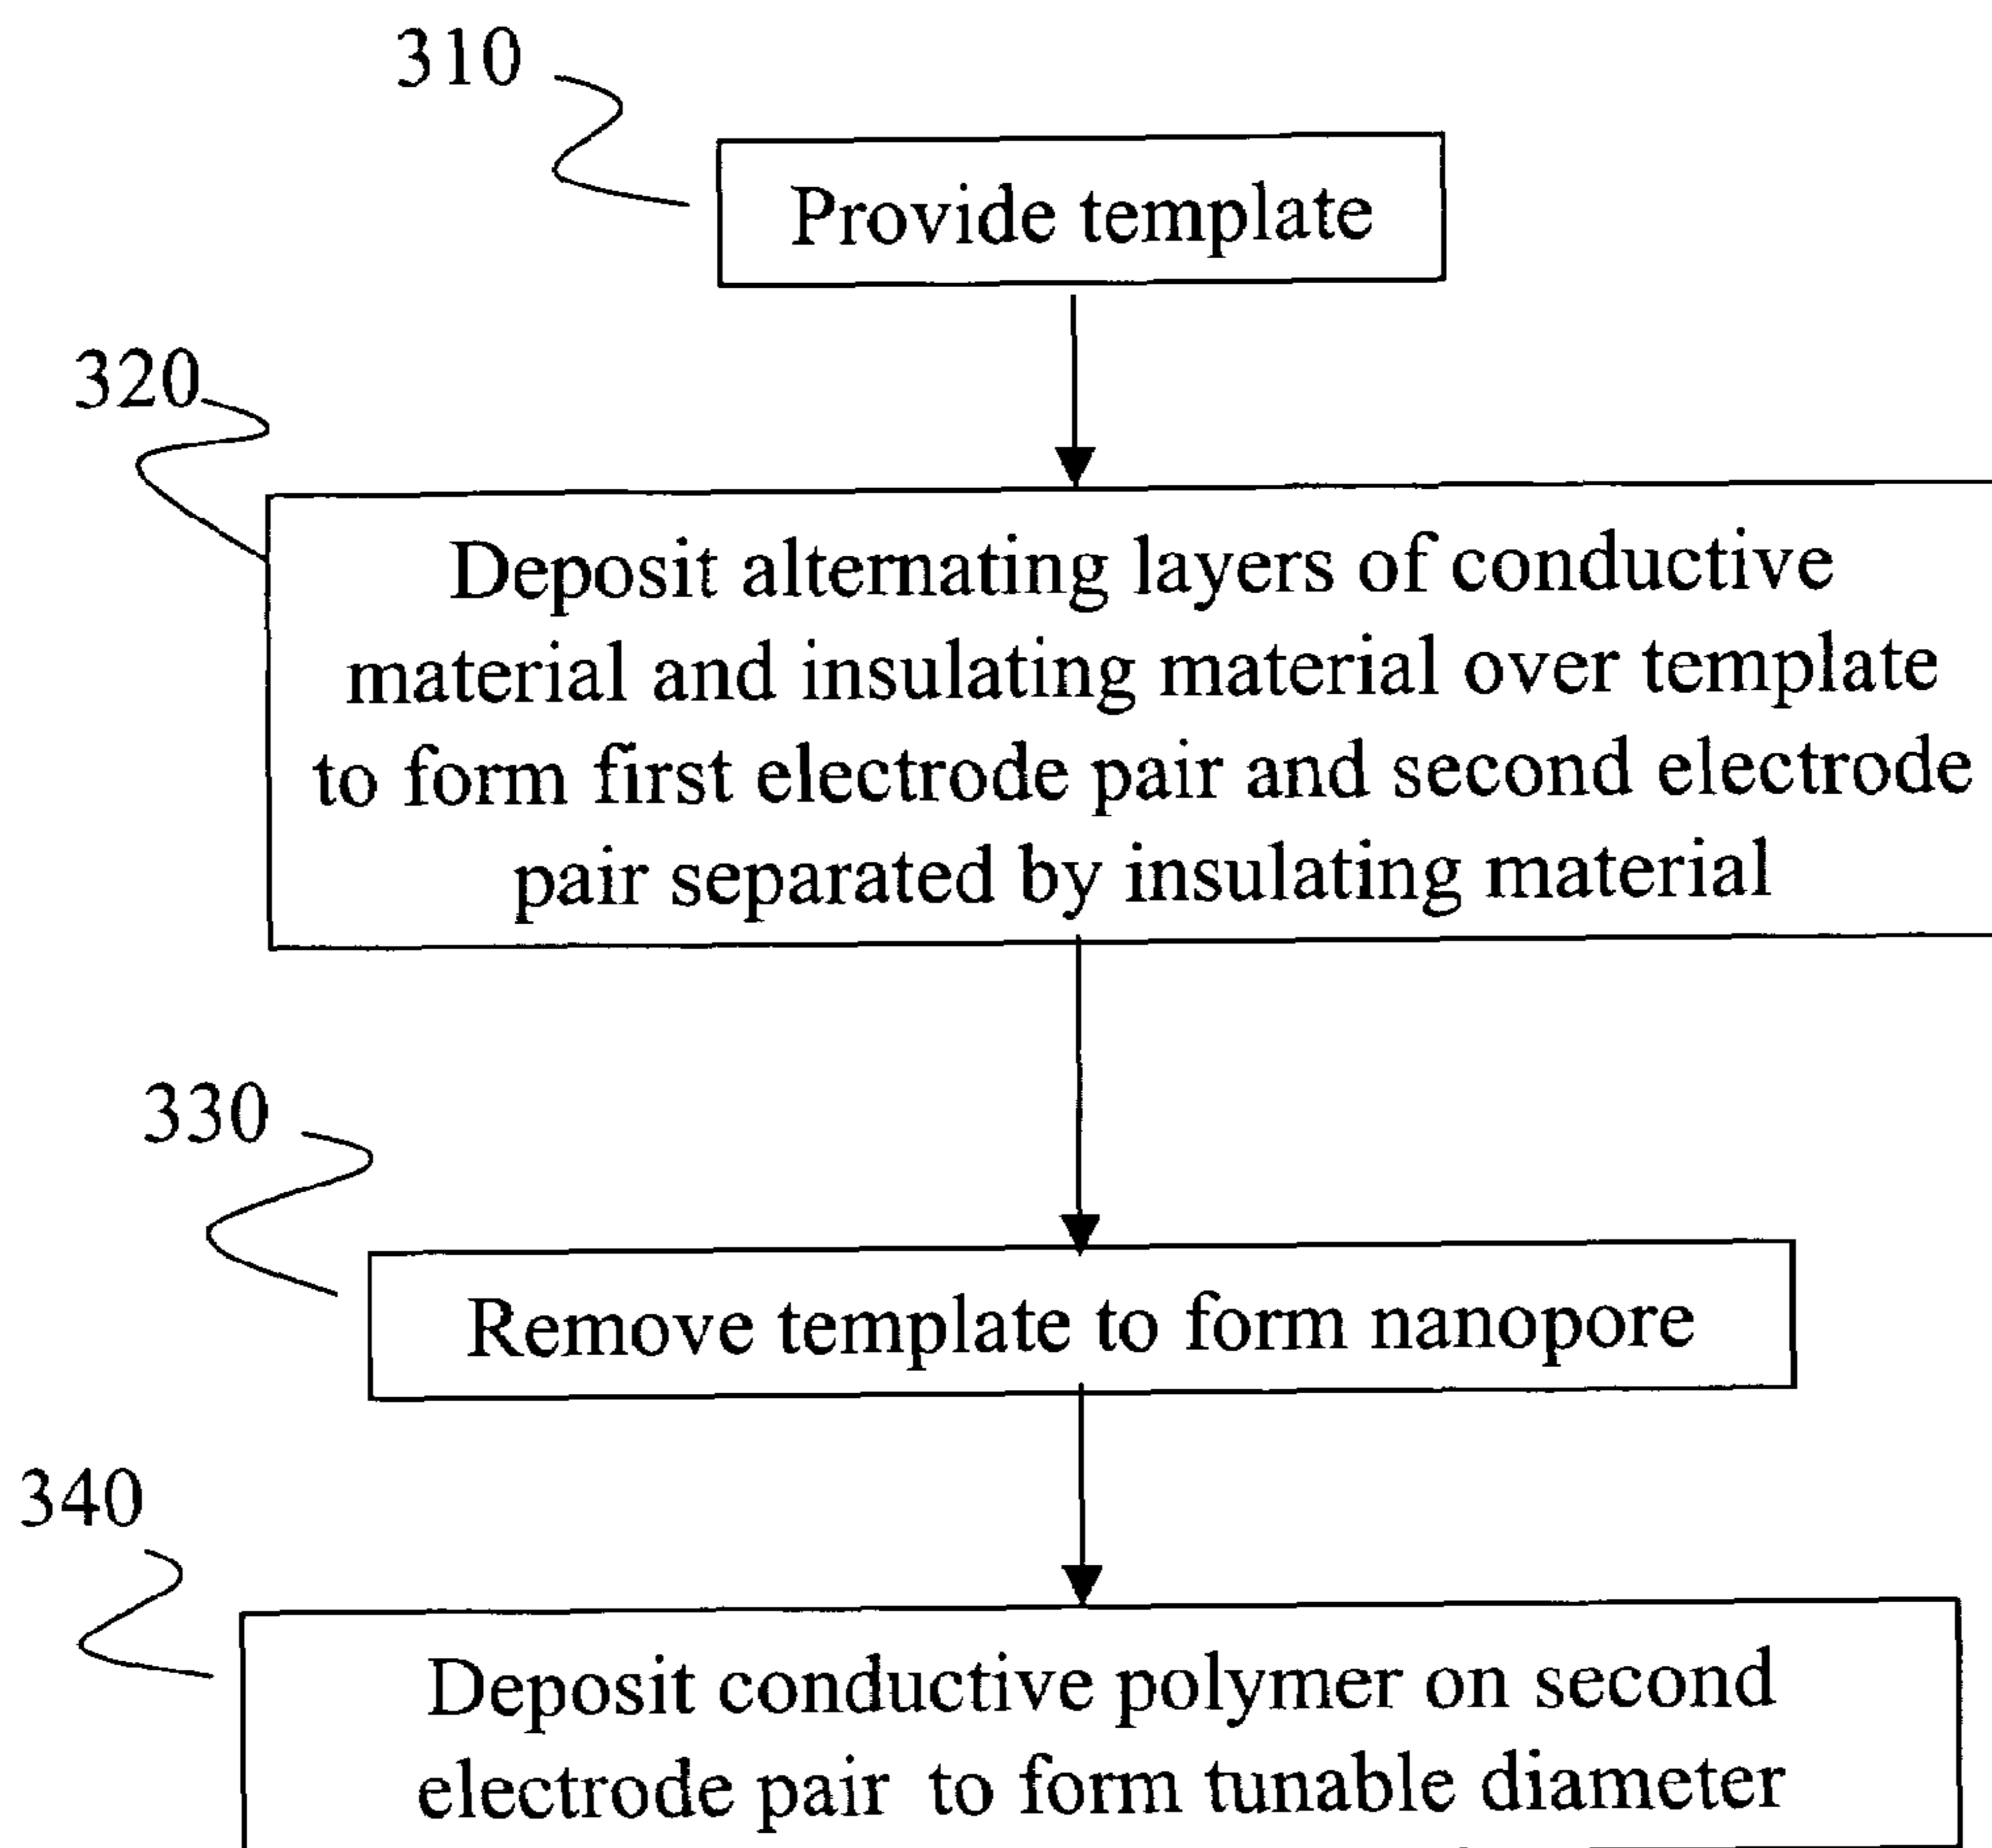 310
Provide template
320
Deposit alternating layers of conductive
material and insulating material over template
to form first electrode pair and second electrode
pair separated by insulating material
330
Remove template to form nanopore
340
Deposit conductive polymer on second
electrode pair to form tunable diameter